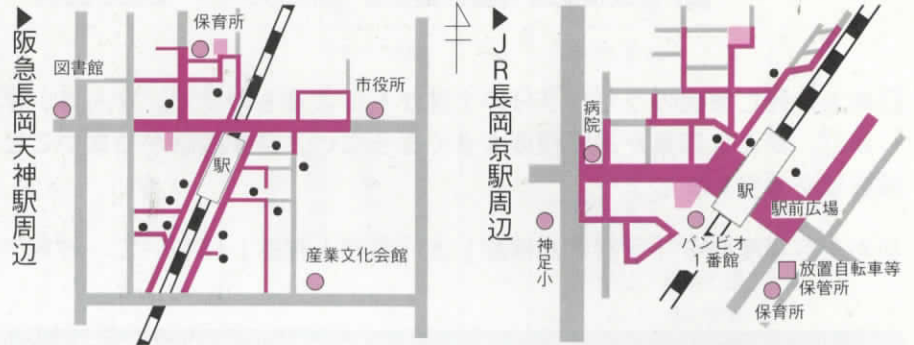 ▶阪急長岡天神駅周辺
保育所
図書館
市役所
駅
産業文化会館
▶JR長岡京駅周辺
病院
駅
駅前広場
神足小
バンビオ
1番館
放置自転車等
保管所
保育所